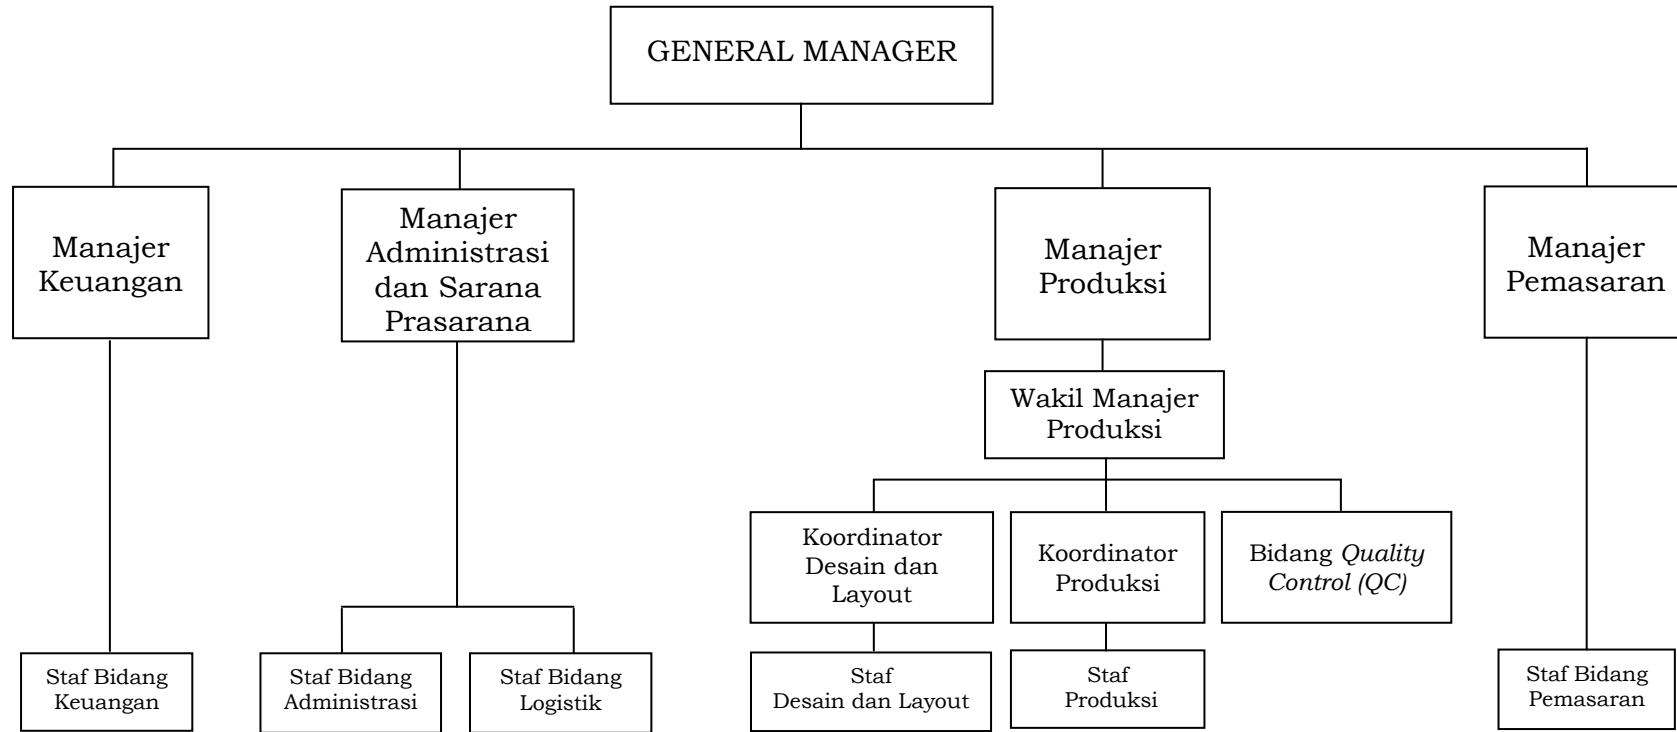 GENERAL MANAGER
Manajer
Keuangan
Manajer
Administrasi
dan Sarana
Prasarana
Manajer
Produksi
Manajer
Pemasaran
Wakil Manajer
Produksi
Koordinator
Desain dan
Layout
Koordinator
Produksi
Bidang Quality
Control (QC)
Staf Bidang
Keuangan
Staf Bidang
Administrasi
Staf Bidang
Logistik
Staf
Desain dan Layout
Staf
Produksi
Staf Bidang
Pemasaran